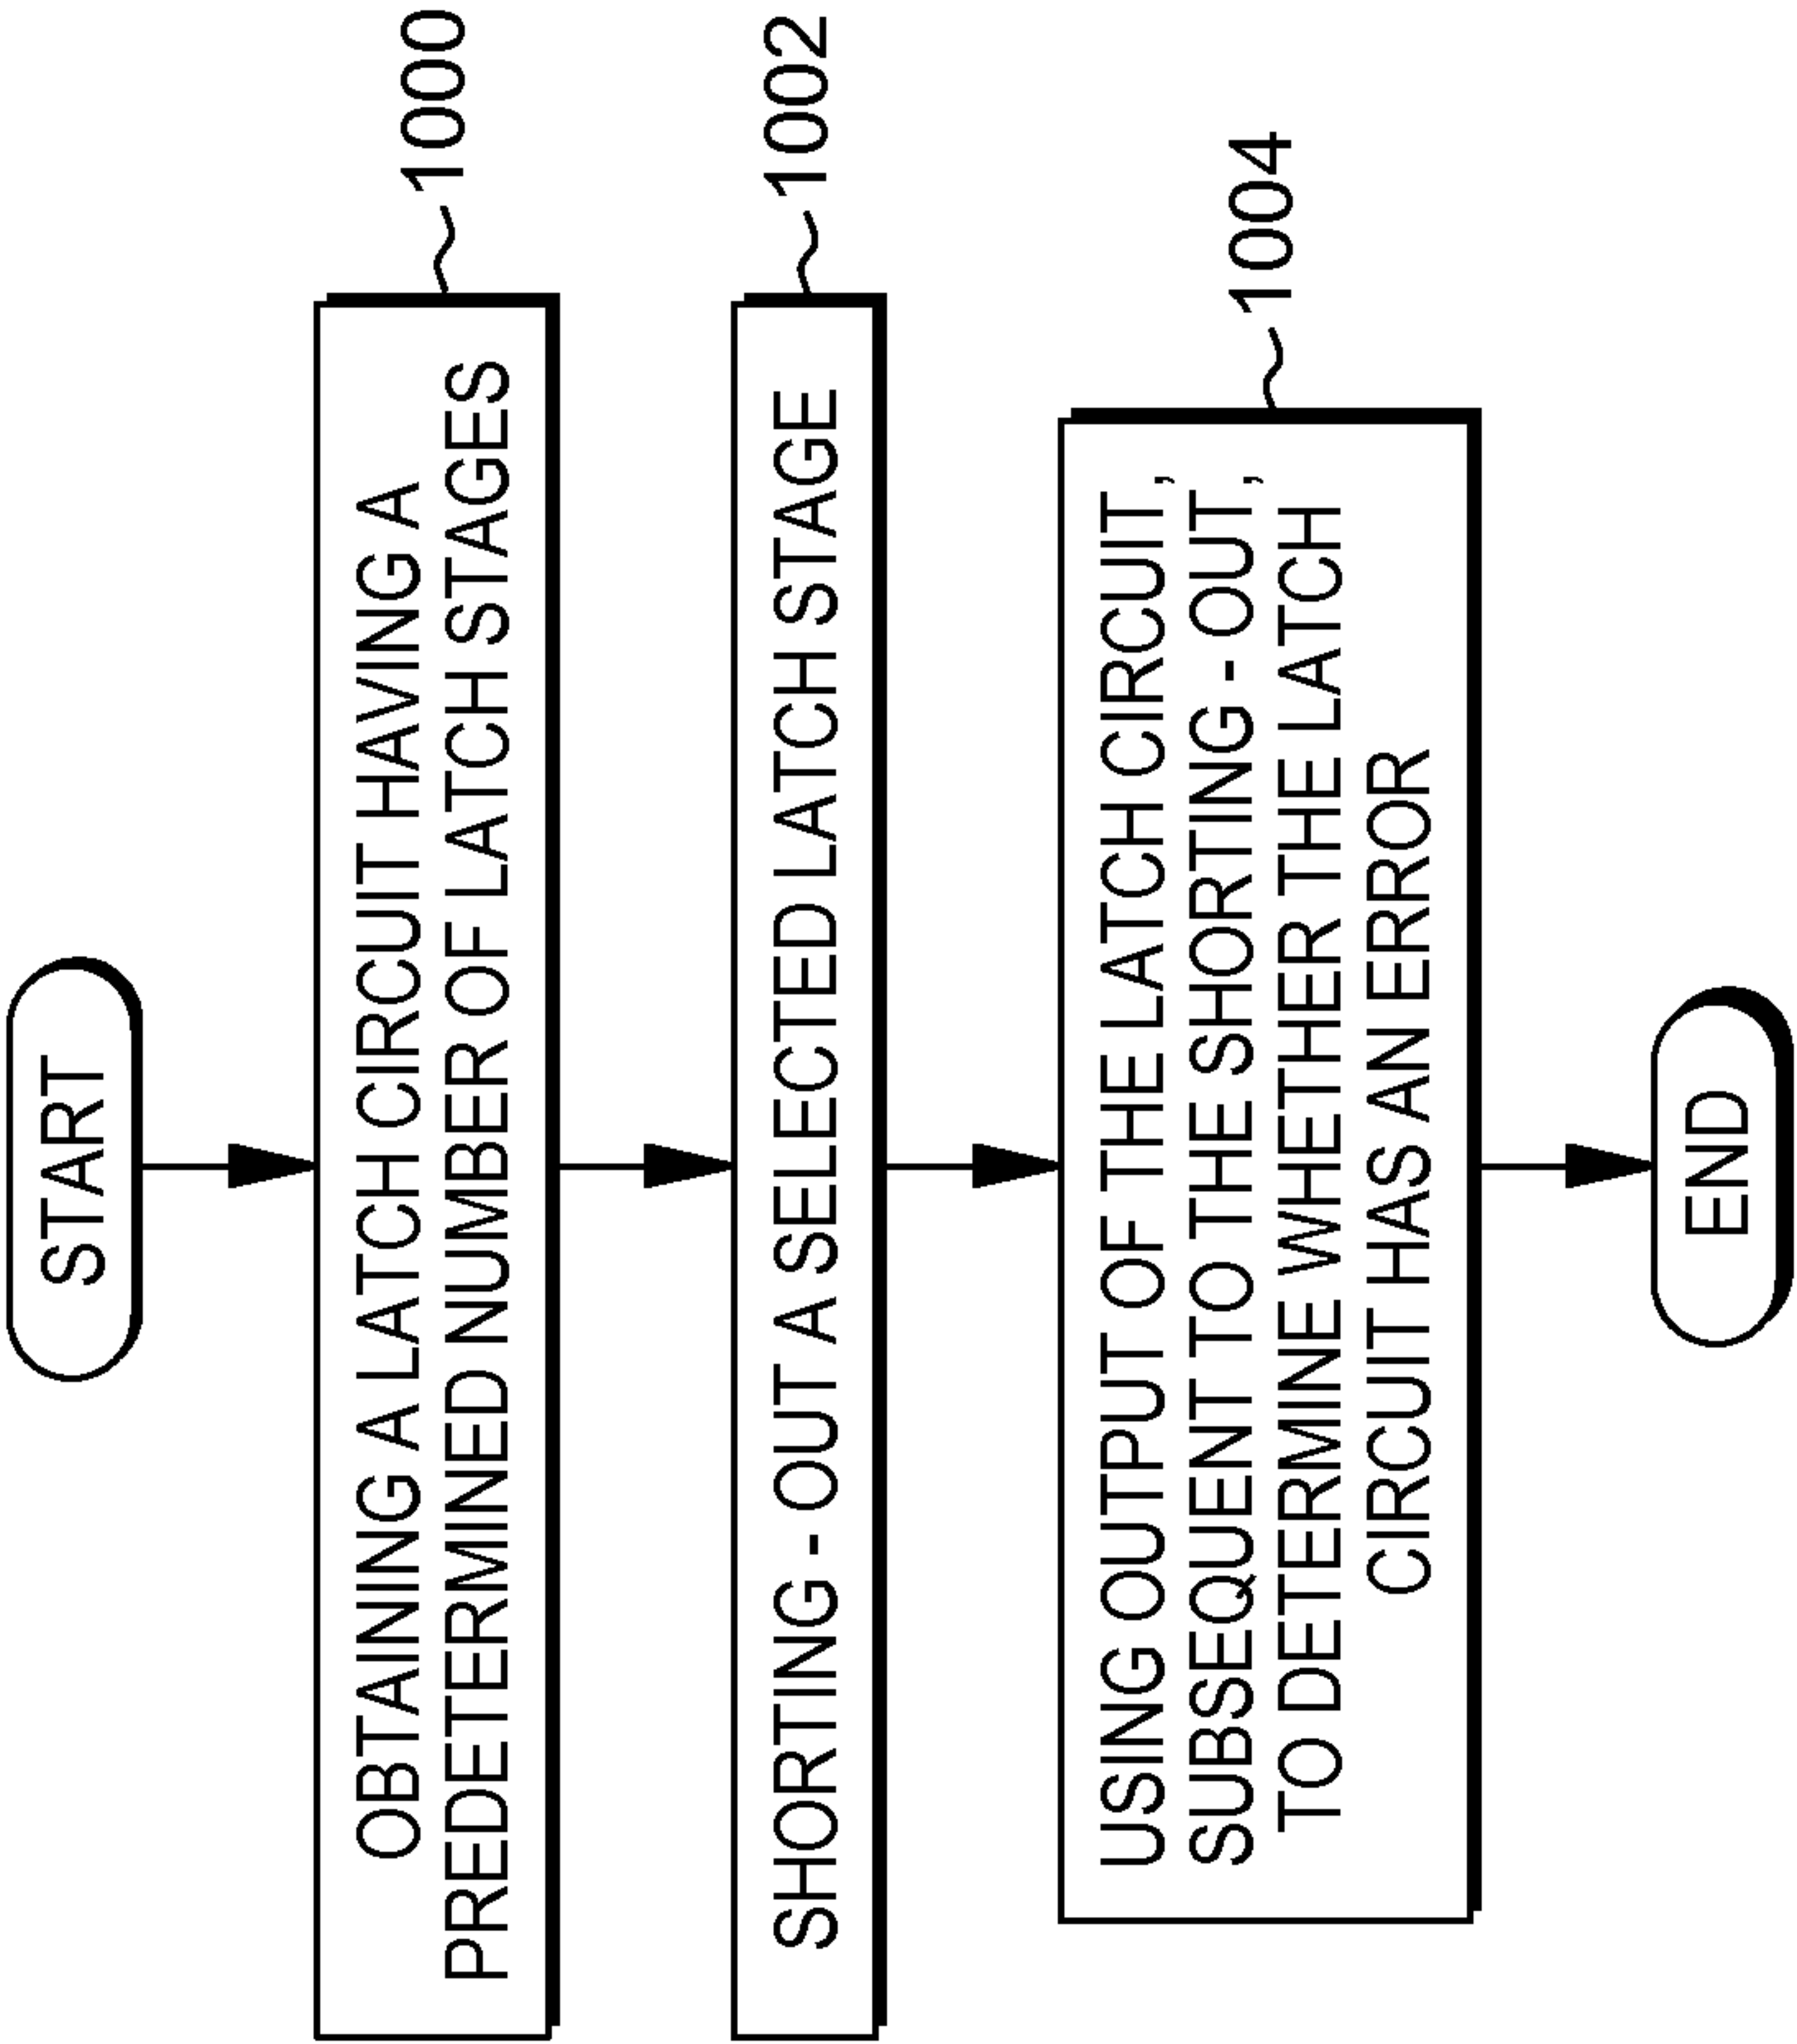 START
OBTAINING A LATCH CIRCUIT HAVING A
PREDETERMINED NUMBER OF LATCH STAGES
1000
SHORTING - OUT A SELECTED LATCH STAGE
1002
USING OUTPUT OF THE LATCH CIRCUIT,
SUBSEQUENT TO THE SHORTING - OUT,
TO DETERMINE WHETHER THE LATCH
CIRCUIT HAS AN ERROR
1004
END